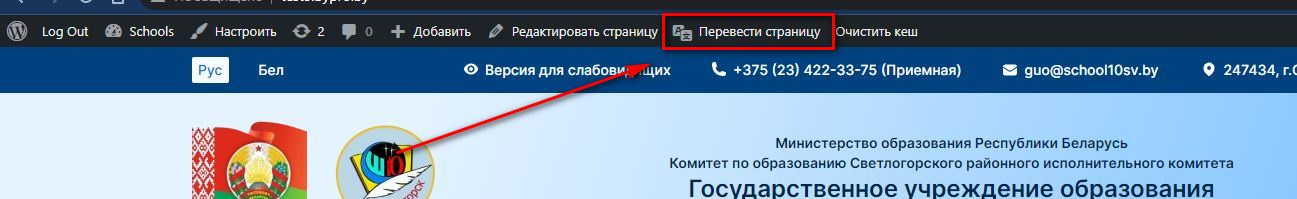 Log Out Schools Настроить 2 0 Добавить Редактировать страницу Перевести страницу Очистить кеш
Рус Бел Версия для слабовидящих +375 (23) 422-33-75 (Приемная) guo@school10sv.by 247434, г.
Министерство образования Республики Беларусь
Комитет по образованию Светлогорского районного исполнительного комитета
Государственное учреждение образования